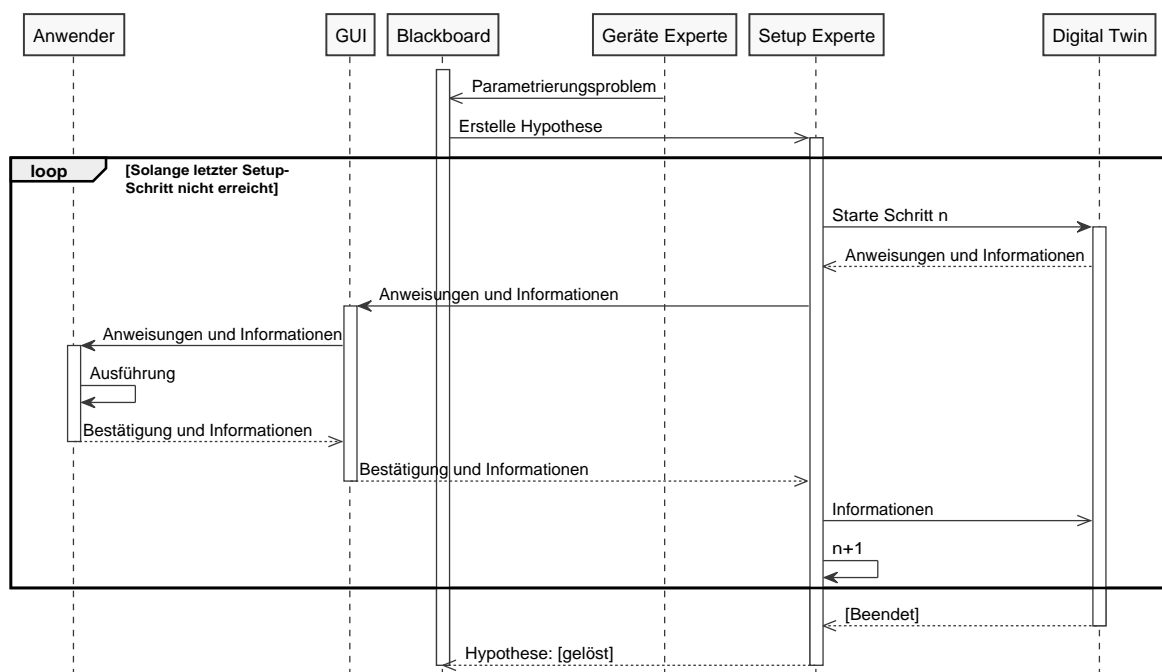 Anwender
GUI
Blackboard
Geräte Experte
Setup Experte
Digital Twin
Parametrierungsproblem
Erstelle Hypothese
loop
[Solange letzter Setup-
Schritt nicht erreicht]
Starte Schritt n
Anweisungen und Informationen
Anweisungen und Informationen
Anweisungen und Informationen
Ausführung
Bestätigung und Informationen
Bestätigung und Informationen
Informationen
n+1
[Beendet]
Hypothese: [gelöst]